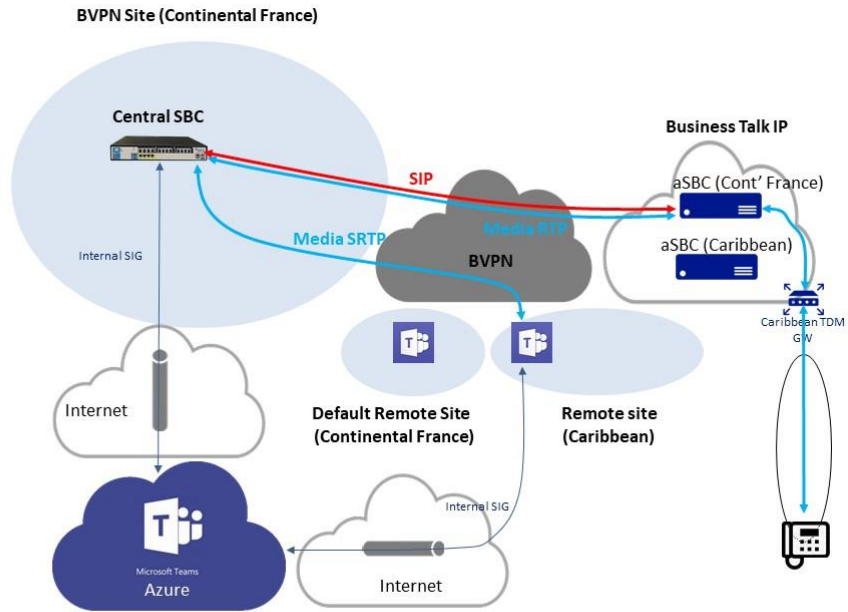 BVPN Site (Continental France)
Central SBC
Business Talk IP
SIP
aSBC (Cont’ France)
Media RTP
Media SRTP
Internal SIG
BVPN
aSBC (Caribbean)
Caribbean TDM
GW
T
T
Internet
Default Remote Site
(Continental France)
Remote site
(Caribbean)
Internal SIG
T
Microsoft Teams
Azure
Internet